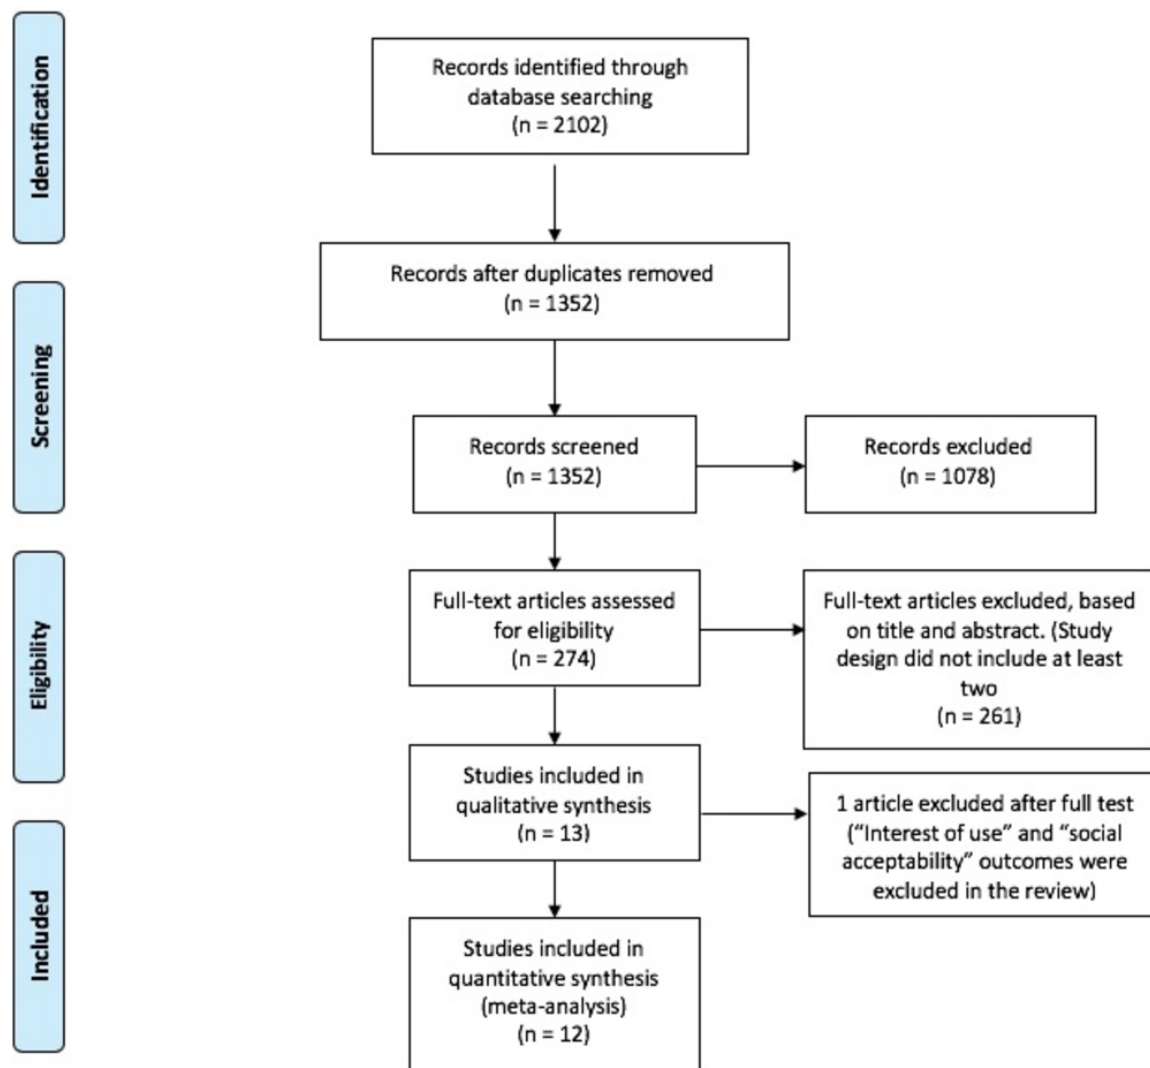 Identification
Records identified through
database searching
(n = 2102)
Records after duplicates removed
(n = 1352)
Screening
Records screened
(n = 1352)
Records excluded
(n = 1078)
Eligibility
Full-text articles assessed
for eligibility
(n = 274)
Full-text articles excluded, based
on title and abstract. (Study
design did not include at least
two
(n = 261)
Studies included in
qualitative synthesis
(n = 13)
1 article excluded after full test
(“Interest of use” and “social
acceptability” outcomes were
excluded in the review)
Included
Studies included in
quantitative synthesis
(meta-analysis)
(n = 12)